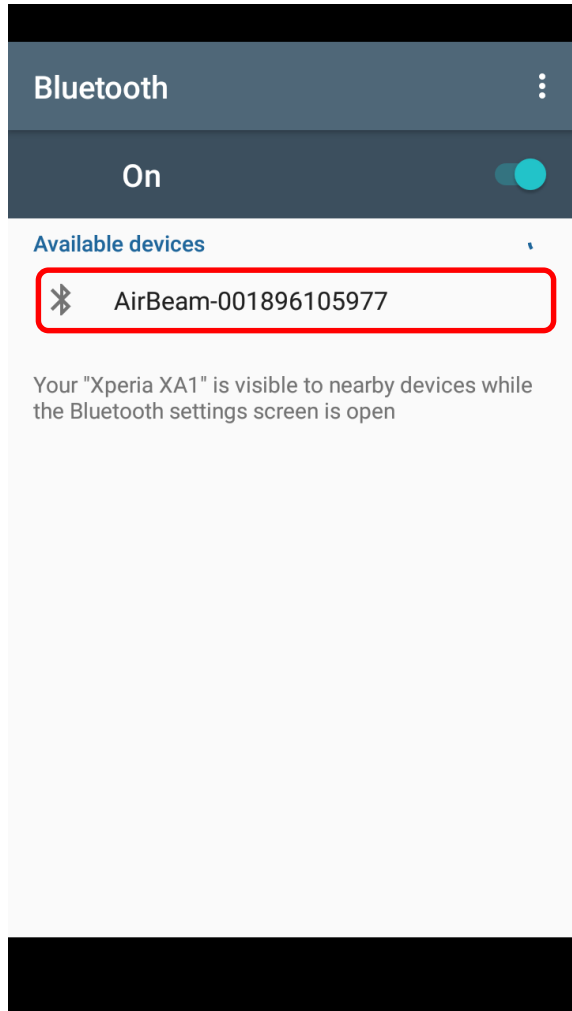 Bluetooth
On
Available devices
AirBeam-001896105977
Your "Xperia XA1" is visible to nearby devices while
the Bluetooth settings screen is open